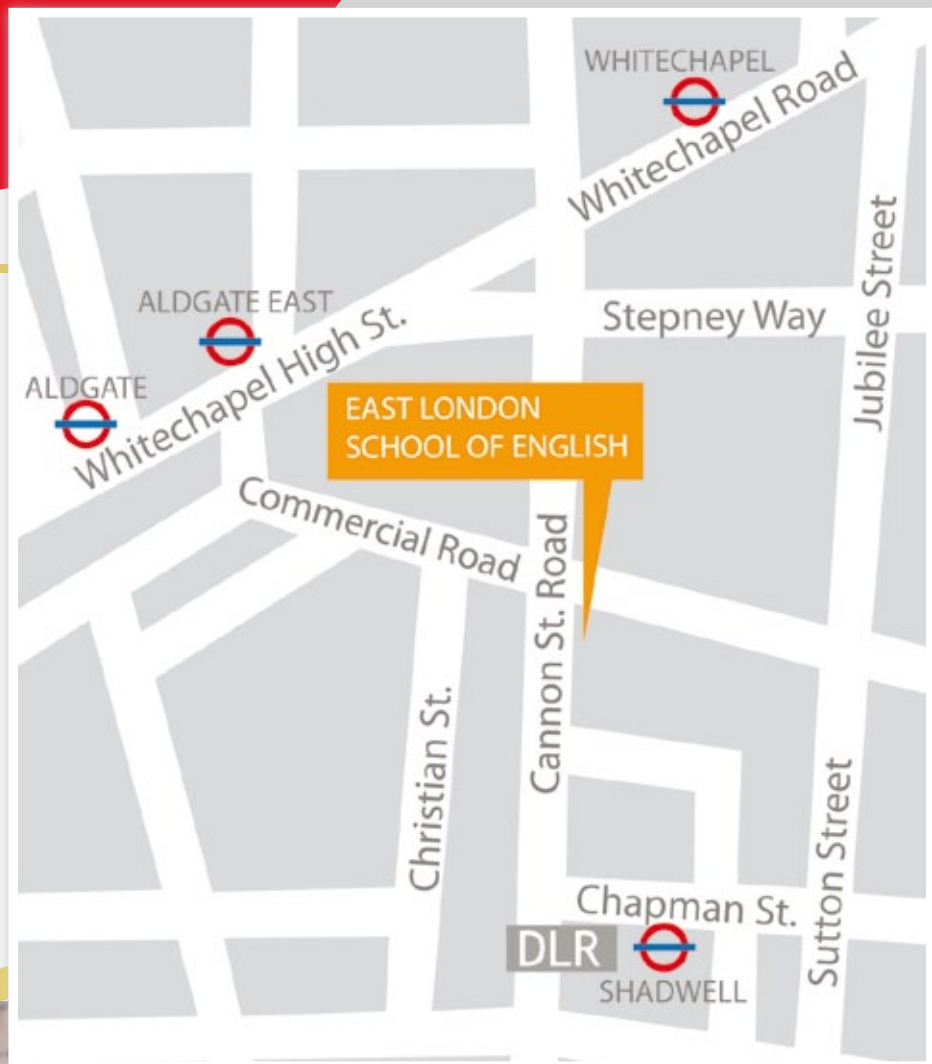 WHITECHAPEL
Whitechapel Road
Jubilee Street
ALDGATE EAST
Stepney Way
Whitechapel High St.
ALDGATE
EAST LONDON
SCHOOL OF ENGLISH
Commercial Road
Cannon St. Road
Christian St.
Sutton Street
Chapman St.
DLR
SHADWELL